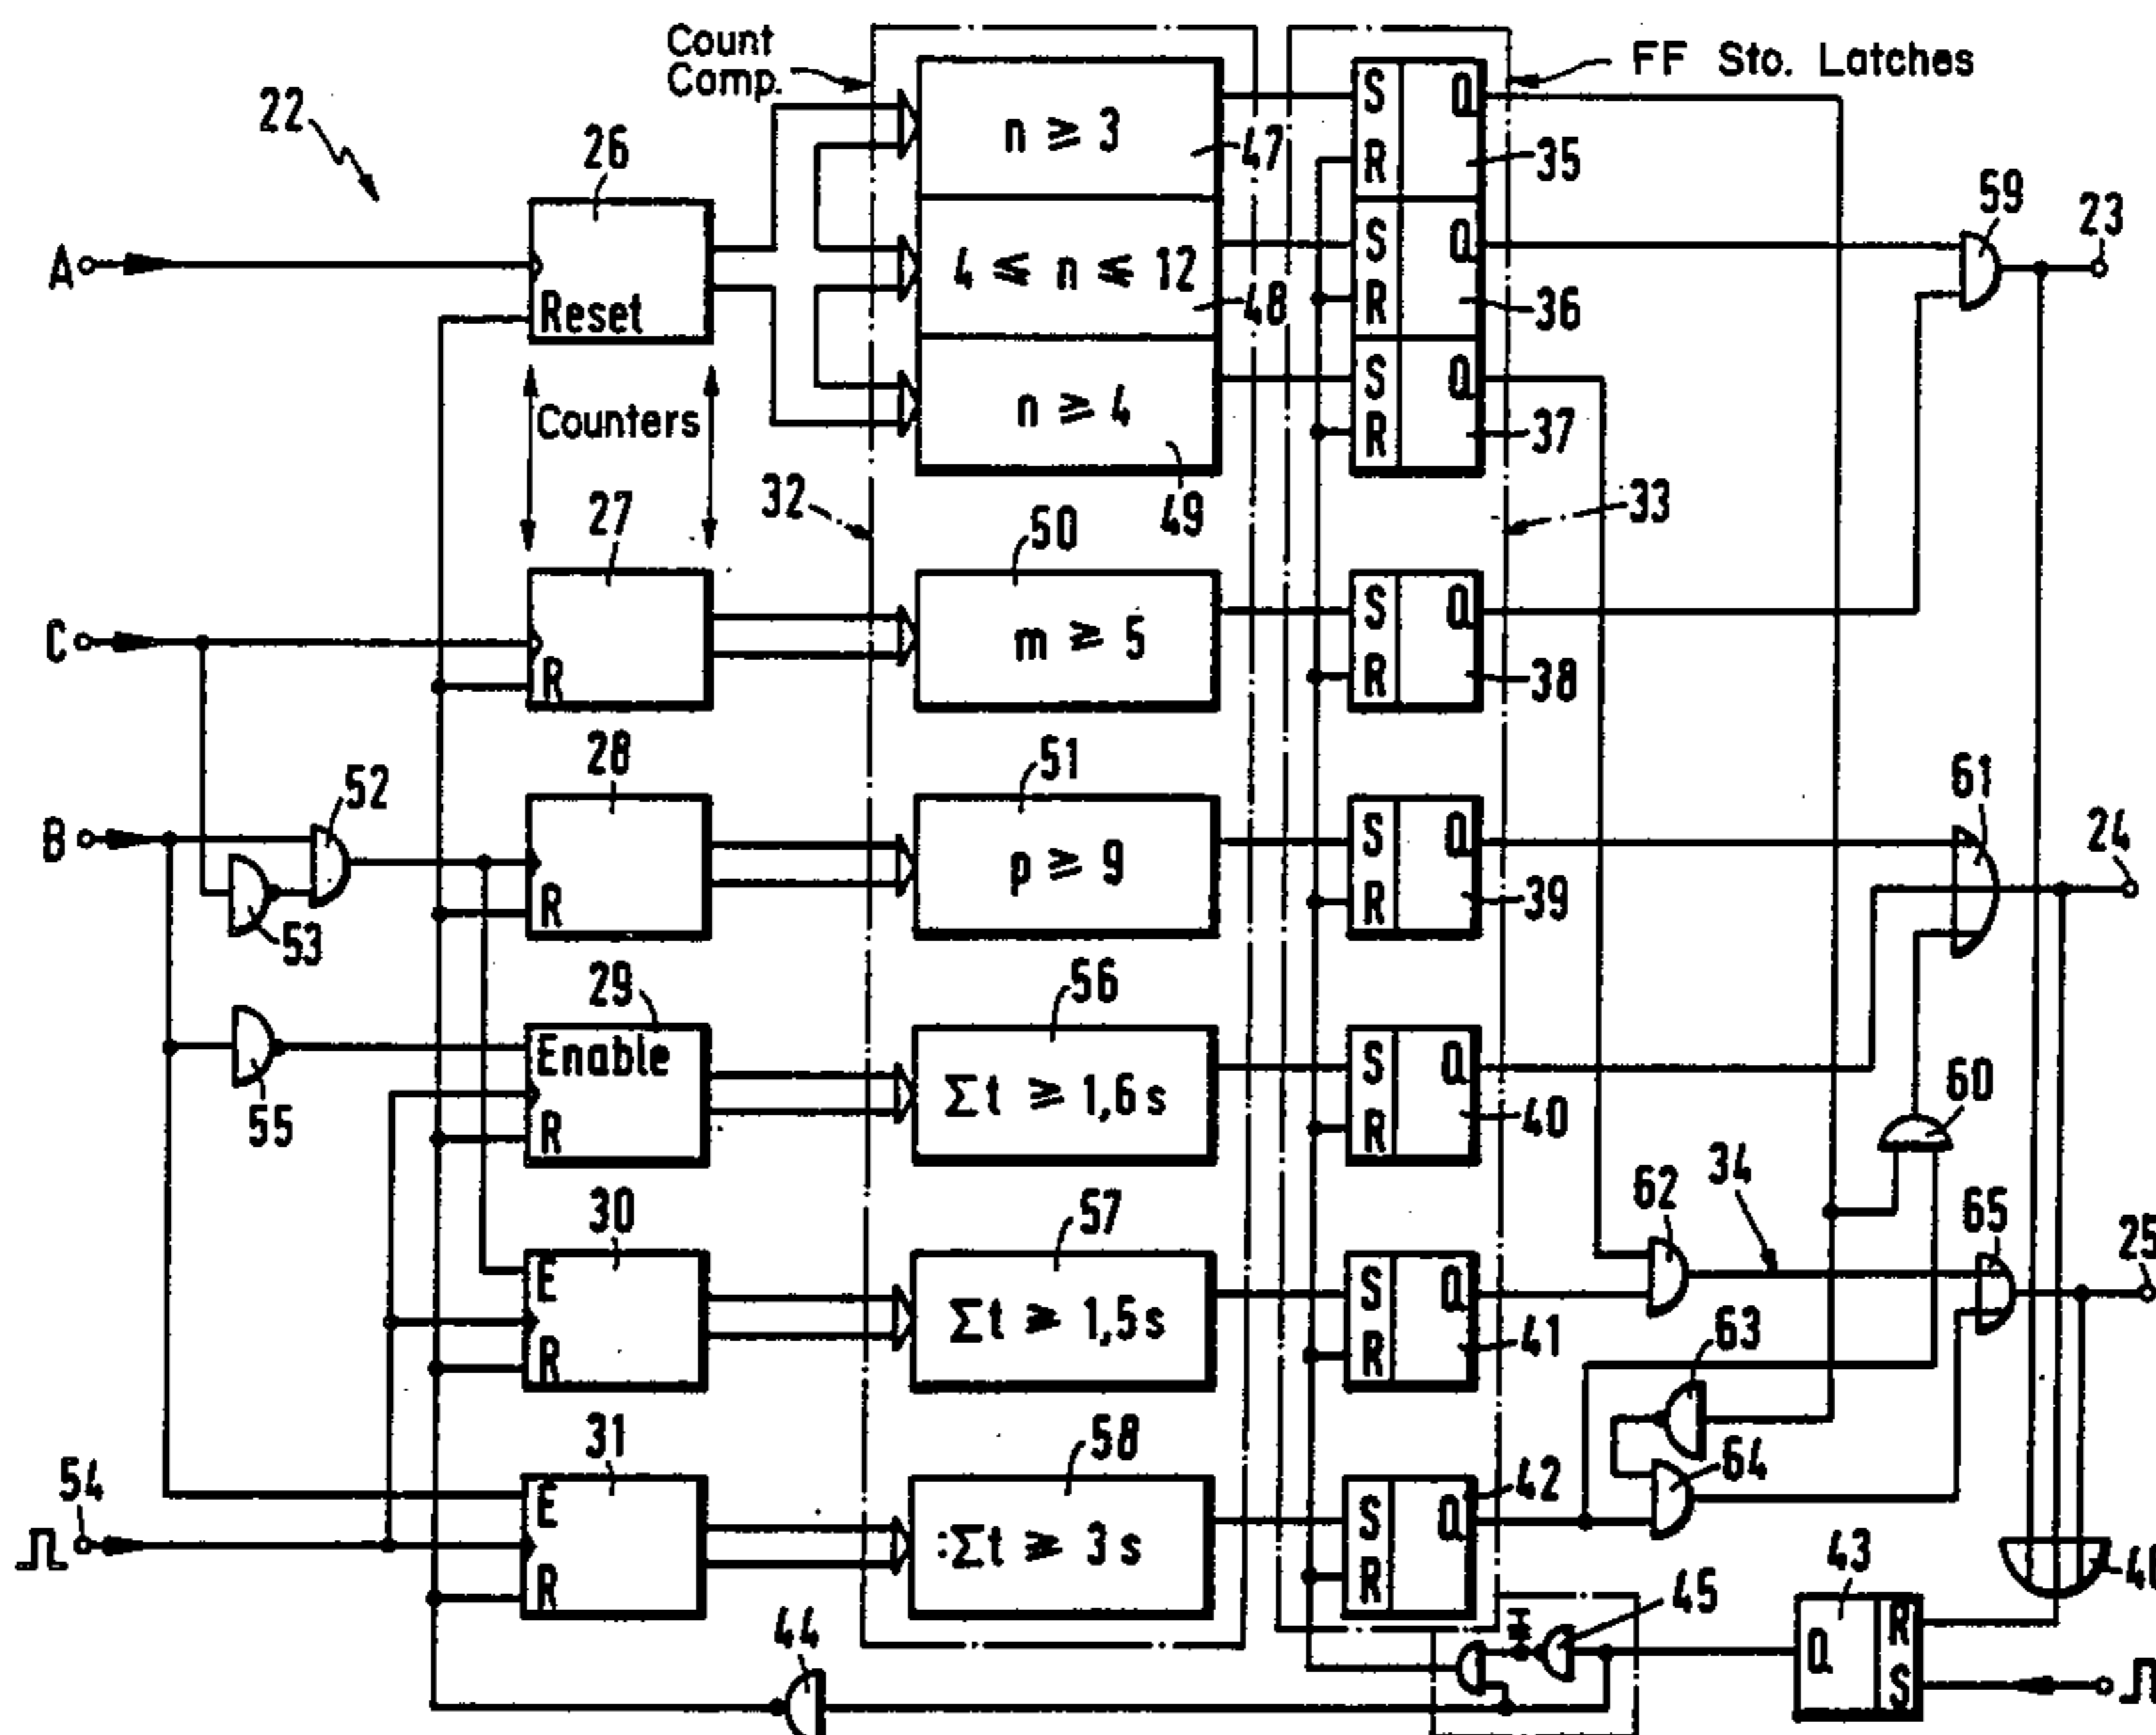 Count
Comp.
FF Sto. Latches
22
26
n ≥ 3
47
S
Q
R
35
59
23
A
Reset
4 ≤ n ≤ 12
48
S
Q
R
36
Counters
n ≥ 4
49
S
Q
R
37
32
33
27
50
C
R
m ≥ 5
S
Q
R
38
28
51
52
61
24
B
53
R
p ≥ 9
S
Q
R
39
29
56
55
Enable
R
Σt ≥ 1,6 s
S
Q
R
40
60
30
57
62
34
65
25
E
R
Σt ≥ 1,5 s
S
Q
R
41
63
31
58
54
E
R
:Σt ≥ 3 s
S
Q
R
42
64
44
45
43
Q
R
S